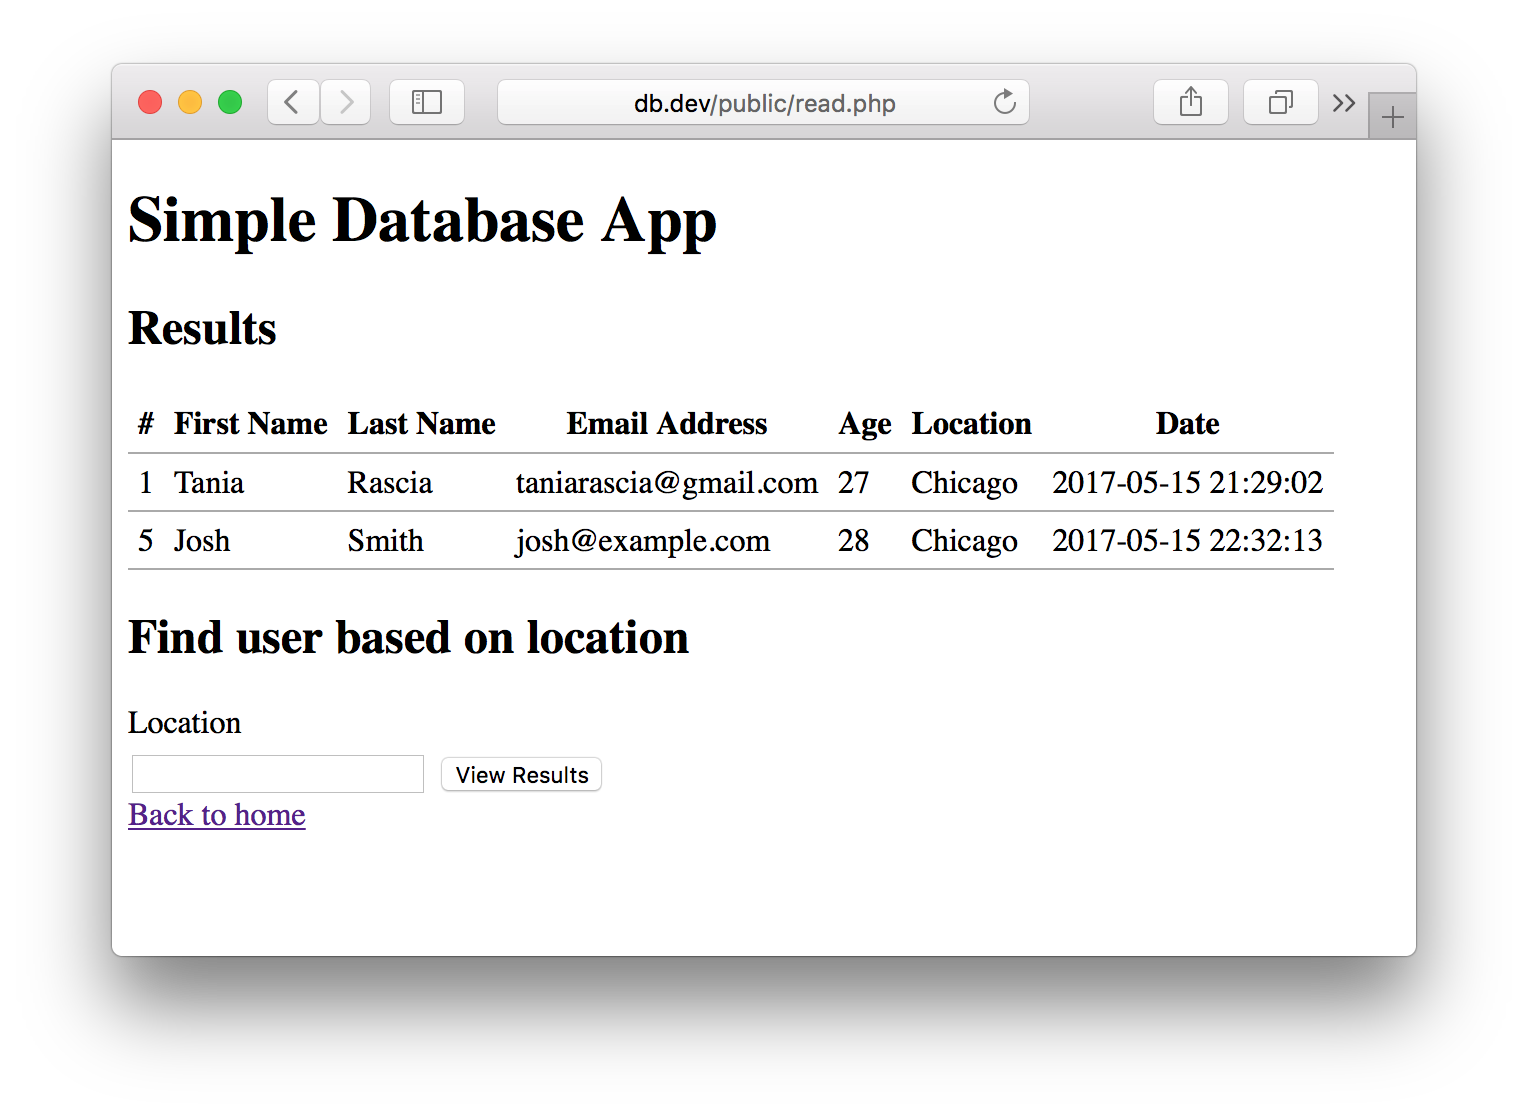 db.dev/public/read.php
Simple Database App
Results
# First Name Last Name Email Address Age Location Date
1 Tania Rascia taniarascia@gmail.com 27 Chicago 2017-05-15 21:29:02
5 Josh Smith josh@example.com 28 Chicago 2017-05-15 22:32:13
Find user based on location
Location
View Results
Back to home